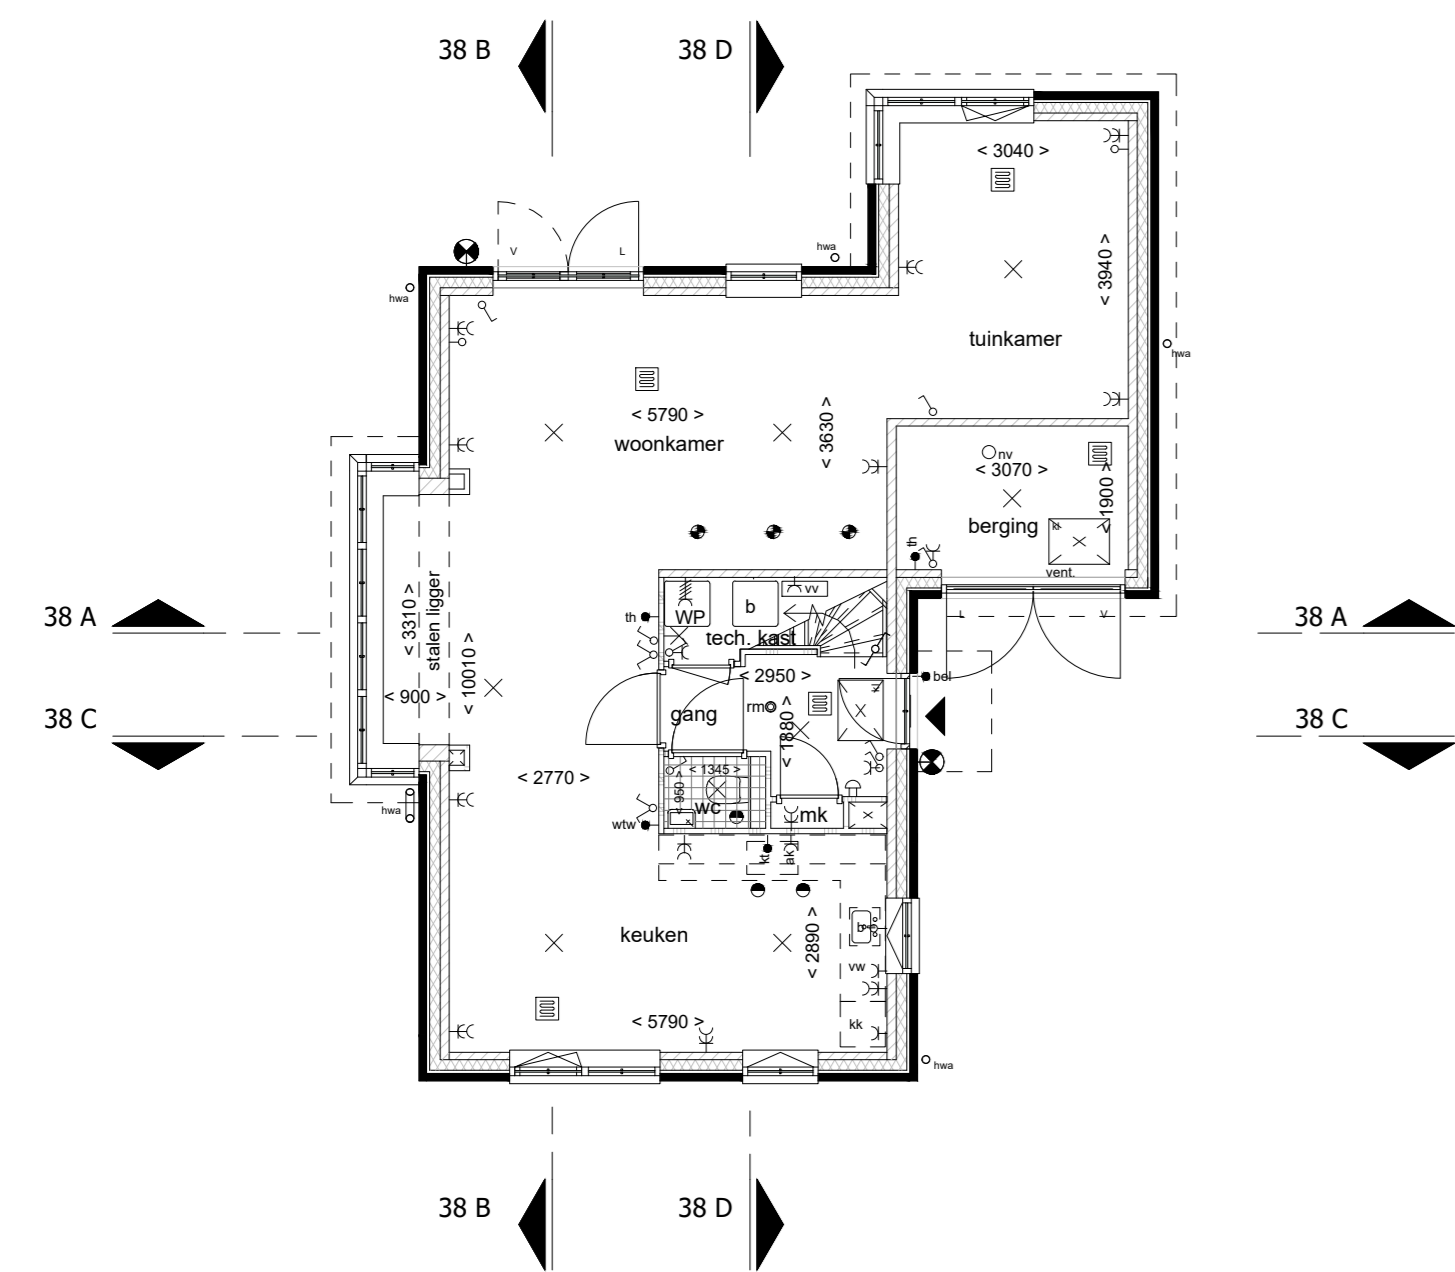 38 B
38 D
< 3040 >
hwa
V
L
hwa
< 3940 >
tuinkamer
hwa
< 5790 >
woonkamer
< 3630 >
nv
< 3070 >
< 1900 >
berging
kl
th
vent.
< 3310 >
stalen ligger
< 10010 >
< 900 >
38 A
38 A
WP
b
vv
th
tech. kast
L
V
bel
< 2950 >
38 C
38 C
gang
rm
< 1880 >
< 2770 >
< 1345 >
< 950 >
wc
mk
hwa
wtw
kt
ak
keuken
< 2890 >
vw
kk
< 5790 >
hwa
38 B
38 D